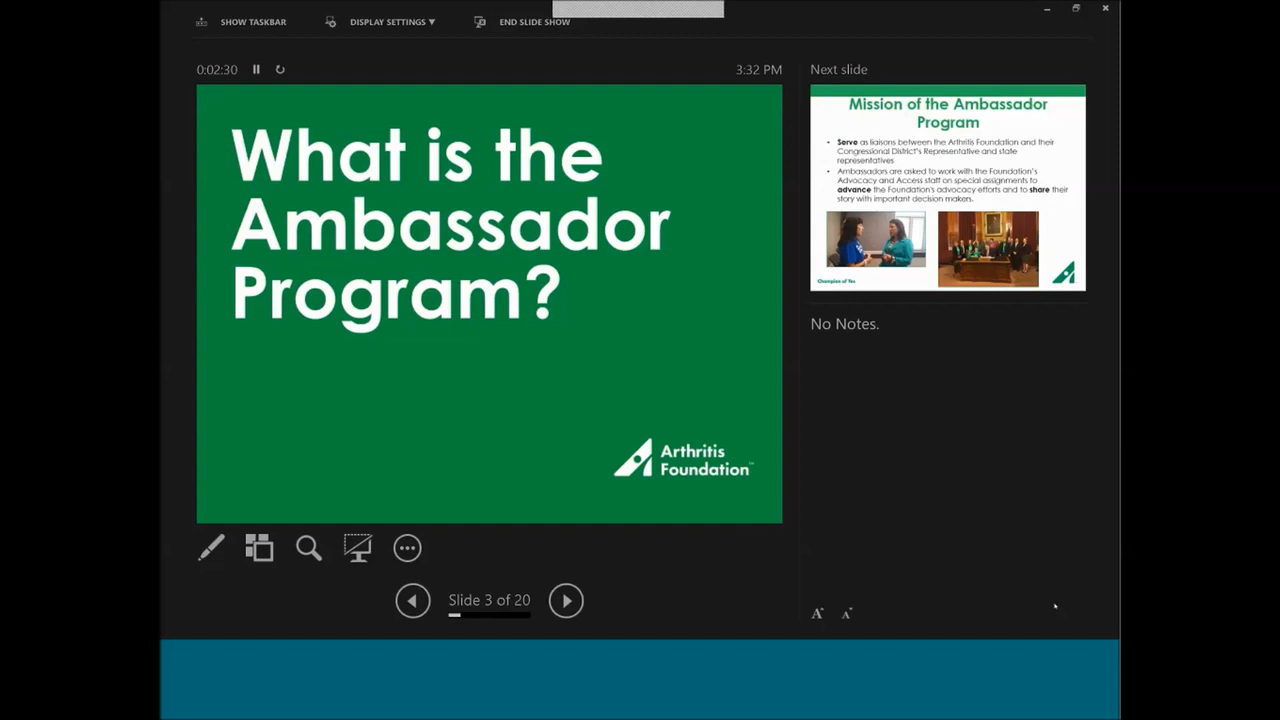 SHOW TASKBAR
DISPLAY SETTINGS ▼
END SLIDE SHOW
0:02:30
3:32 PM
What is the
Ambassador
Program?
Arthritis
Foundation™
Slide 3 of 20
Next slide
Mission of the Ambassador
Program
• Serve as liaisons between the Arthritis Foundation and their
Congressional District's Representative and state
representatives
• Ambassadors are asked to work with the Foundation's
Advocacy and Access staff on special assignments to
advance the Foundation's advocacy efforts and to share their
story with important decision makers.
Champion of Yes
No Notes.
A A